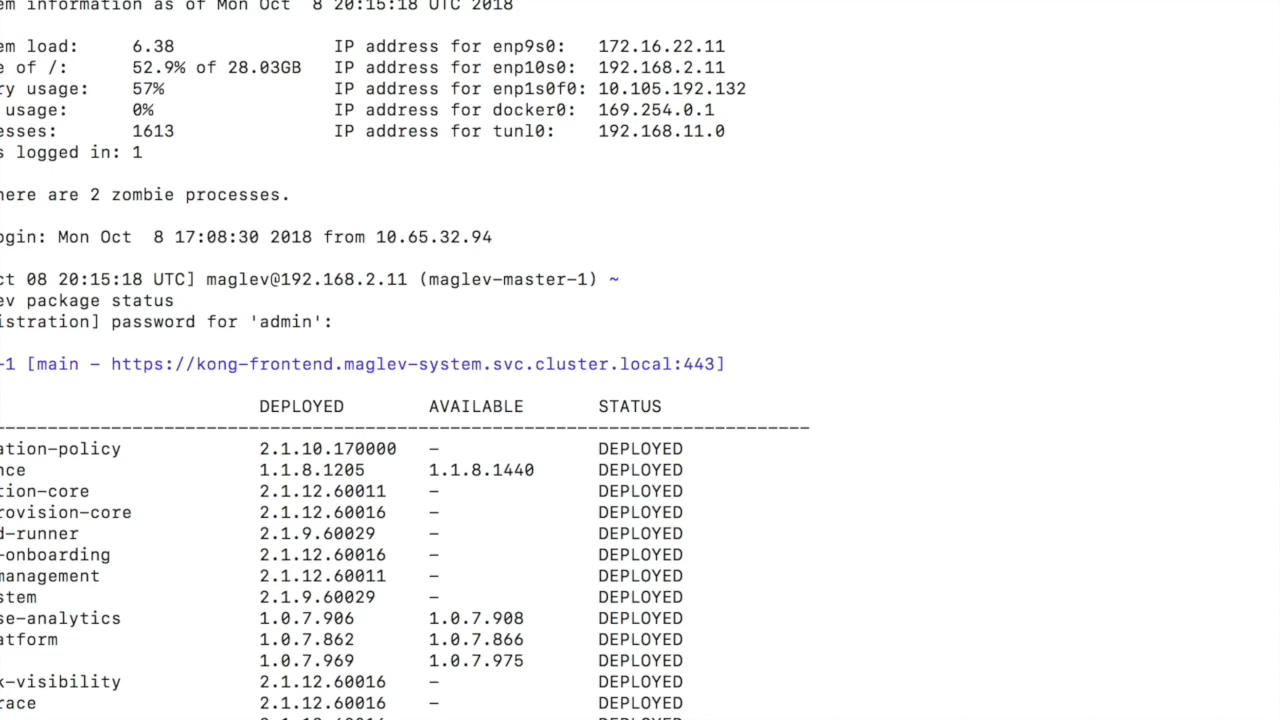 em information as of Mon Oct  8 20:15:18 UTC 2018
em load: 6.38 IP address for enp9s0: 172.16.22.11
e of /: 52.9% of 28.03GB IP address for enp10s0: 192.168.2.11
ry usage: 57% IP address for enp1s0f0: 10.105.192.132
usage: 0% IP address for docker0: 169.254.0.1
esses: 1613 IP address for tunl0: 192.168.11.0
s logged in: 1
here are 2 zombie processes.
ogin: Mon Oct  8 17:08:30 2018 from 10.65.32.94
ct 08 20:15:18 UTC] maglev@192.168.2.11 (maglev-master-1) ~
ev package status
istration] password for 'admin':
-1 [main - https://kong-frontend.maglev-system.svc.cluster.local:443]
DEPLOYED AVAILABLE STATUS
ation-policy 2.1.10.170000 - DEPLOYED
nce 1.1.8.1205 1.1.8.1440 DEPLOYED
tion-core 2.1.12.60011 - DEPLOYED
rovision-core 2.1.12.60016 - DEPLOYED
d-runner 2.1.9.60029 - DEPLOYED
-onboarding 2.1.12.60016 - DEPLOYED
management 2.1.12.60011 - DEPLOYED
stem 2.1.9.60029 - DEPLOYED
se-analytics 1.0.7.906 1.0.7.908 DEPLOYED
atform 1.0.7.862 1.0.7.866 DEPLOYED
1.0.7.969 1.0.7.975 DEPLOYED
k-visibility 2.1.12.60016 - DEPLOYED
race 2.1.12.60016 - DEPLOYED